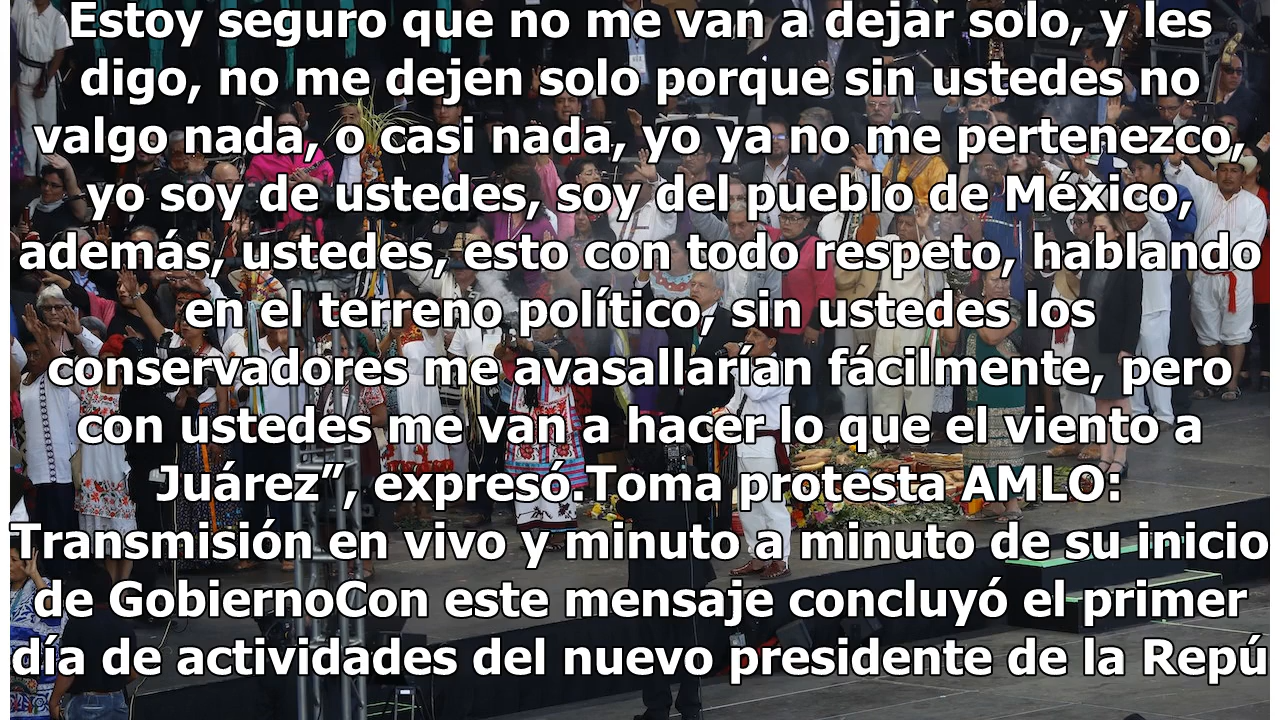 Estoy seguro que no me van a dejar solo, y les
digo, no me dejen solo porque sin ustedes no
valgo nada, o casi nada, yo ya no me pertenezco,
yo soy de ustedes, soy del pueblo de México,
además, ustedes, esto con todo respeto, hablando
en el terreno político, sin ustedes los
conservadores me avasallarían fácilmente, pero
con ustedes me van a hacer lo que el viento a
Juárez”, expresó.Toma protesta AMLO:
Transmisión en vivo y minuto a minuto de su inicio
de GobiernoCon este mensaje concluyó el primer
día de actividades del nuevo presidente de la Repú